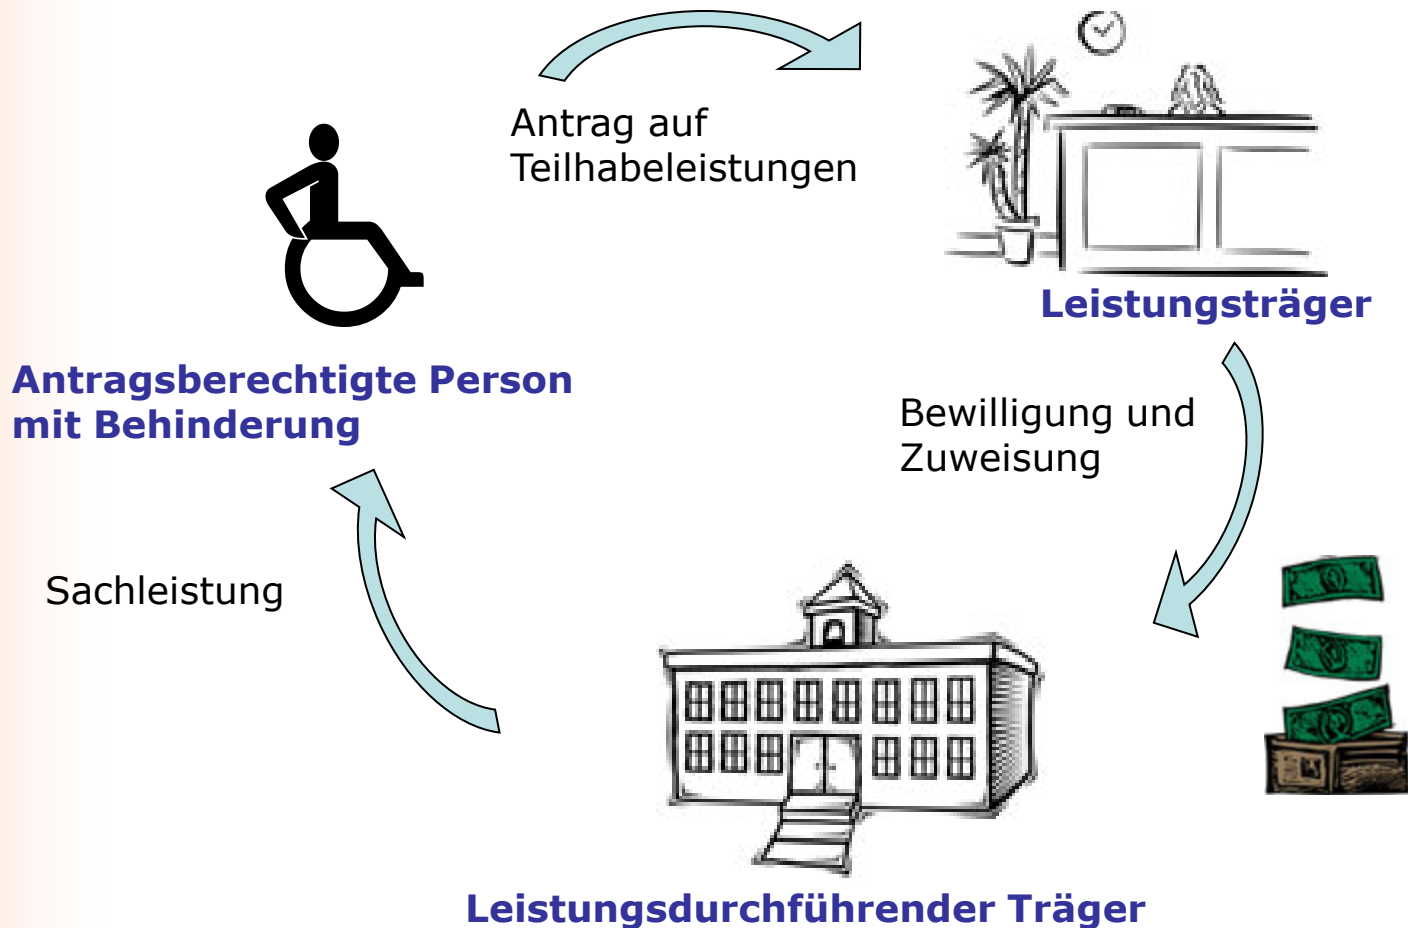 Antrag auf
Teilhabeleistungen
Leistungsträger
Antragsberechtigte Person
mit Behinderung
Bewilligung und
Zuweisung
Sachleistung
Leistungsdurchführender Träger